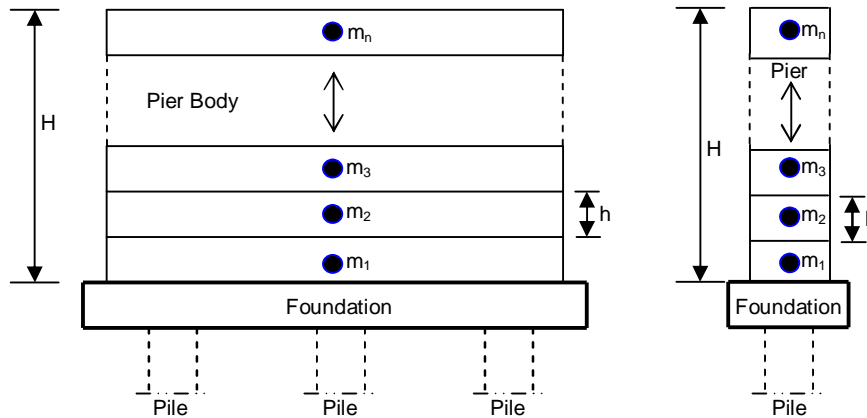 mn
Pier Body
H
m3
m2
h
m1
Foundation
Pile Pile Pile
mn
Pier
H
m3
m2
m1
Foundation
Pile